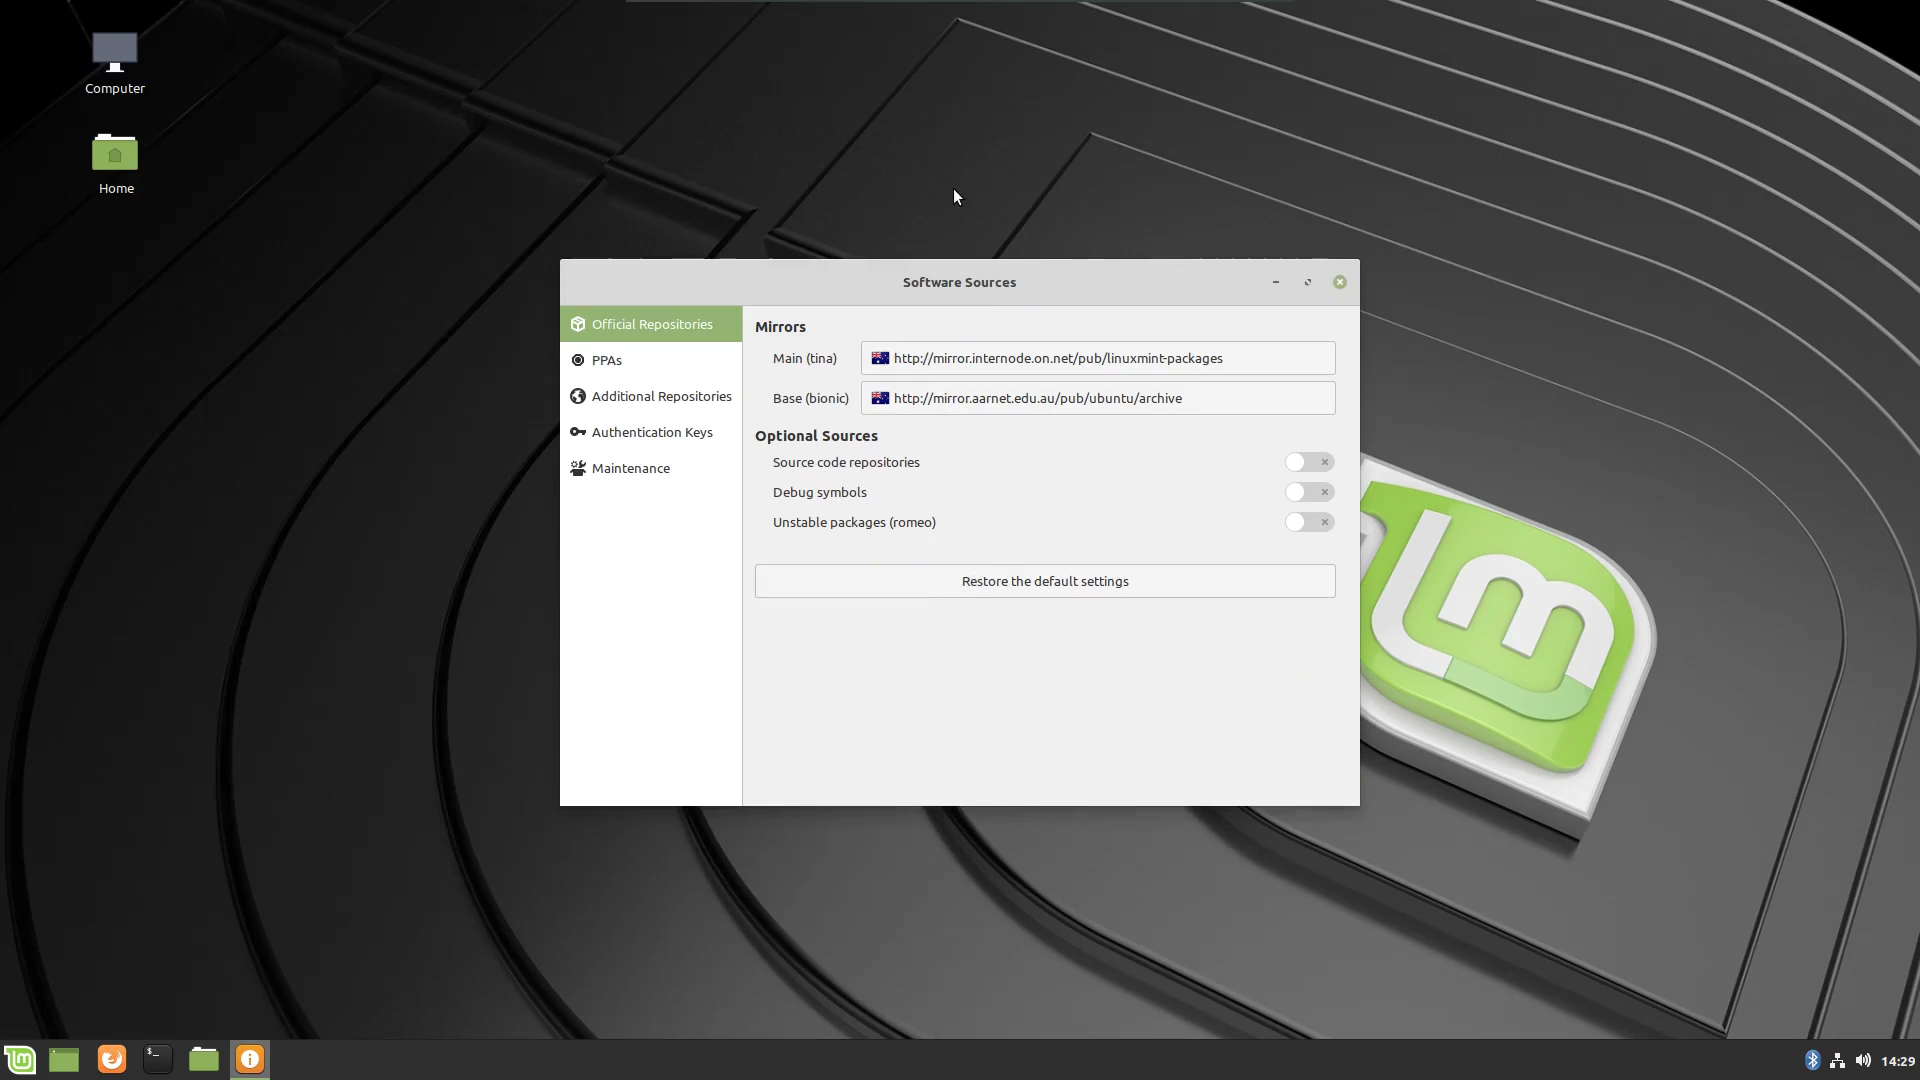 Computer
Home
Software Sources
Official Repositories
PPAs
Additional Repositories
Authentication Keys
Maintenance
Mirrors
Main (tina) http://mirror.internode.on.net/pub/linuxmint-packages
Base (bionic) http://mirror.aarnet.edu.au/pub/ubuntu/archive
Optional Sources
Source code repositories
Debug symbols
Unstable packages (romeo)
Restore the default settings
14:29